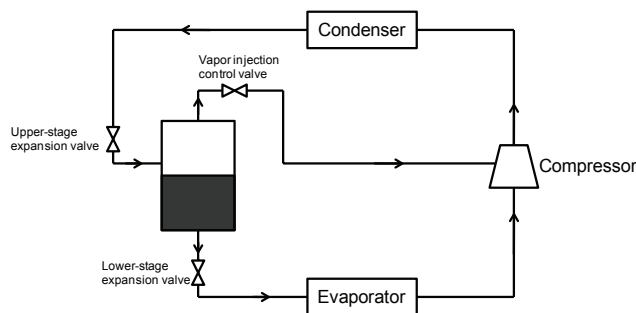 Condenser
Vapor injection
control valve
Upper-stage
expansion valve
Compressor
Lower-stage
expansion valve
Evaporator